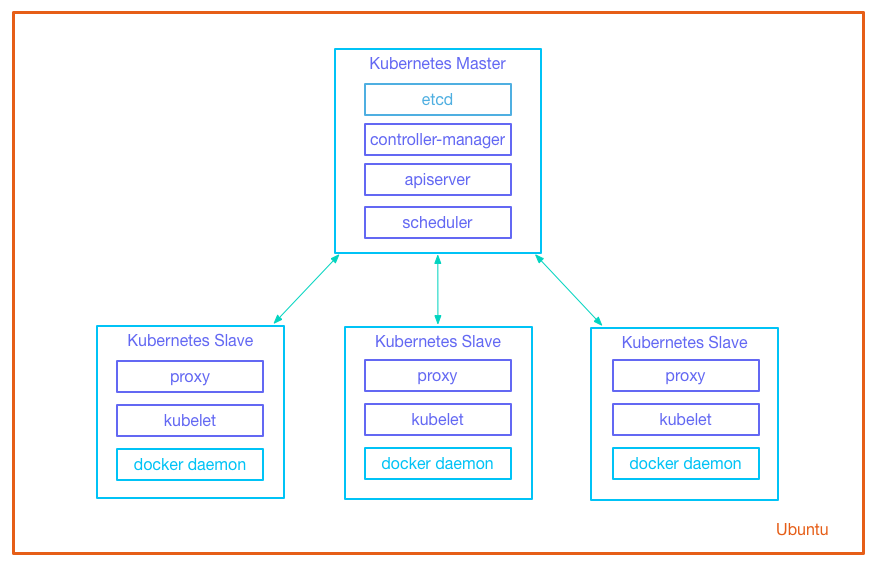 Kubernetes Master
etcd
controller-manager
apiserver
scheduler
Kubernetes Slave
proxy
kubelet
docker daemon
Kubernetes Slave
proxy
kubelet
docker daemon
Kubernetes Slave
proxy
kubelet
docker daemon
Ubuntu